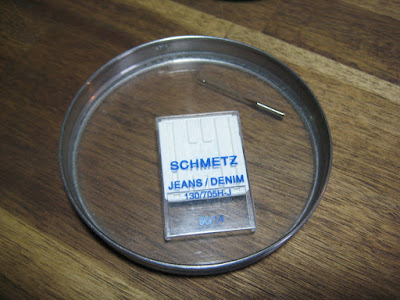 SCHMETZ
JEANS / DENIM
130/705H-J